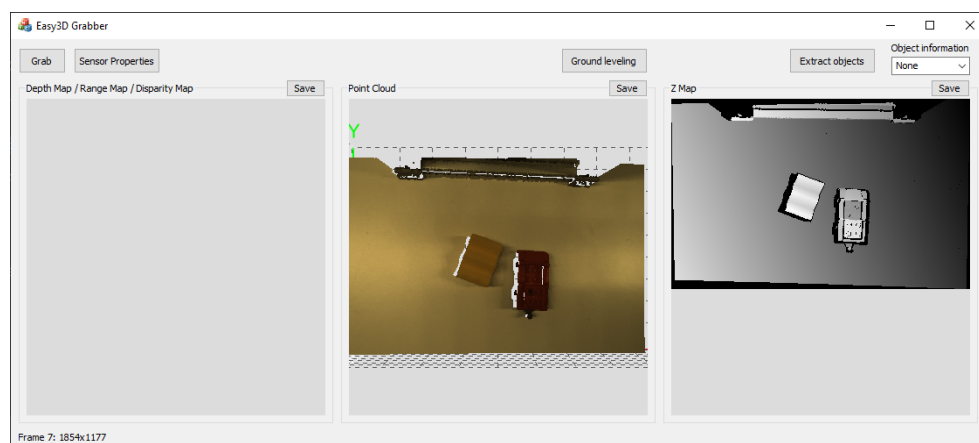 Easy3D Grabber
Grab
Sensor Properties
Ground leveling
Extract objects
Object information
None
Depth Map / Range Map / Disparity Map
Save
Point Cloud
Save
Z Map
Save
Y
Frame 7: 1854x1177